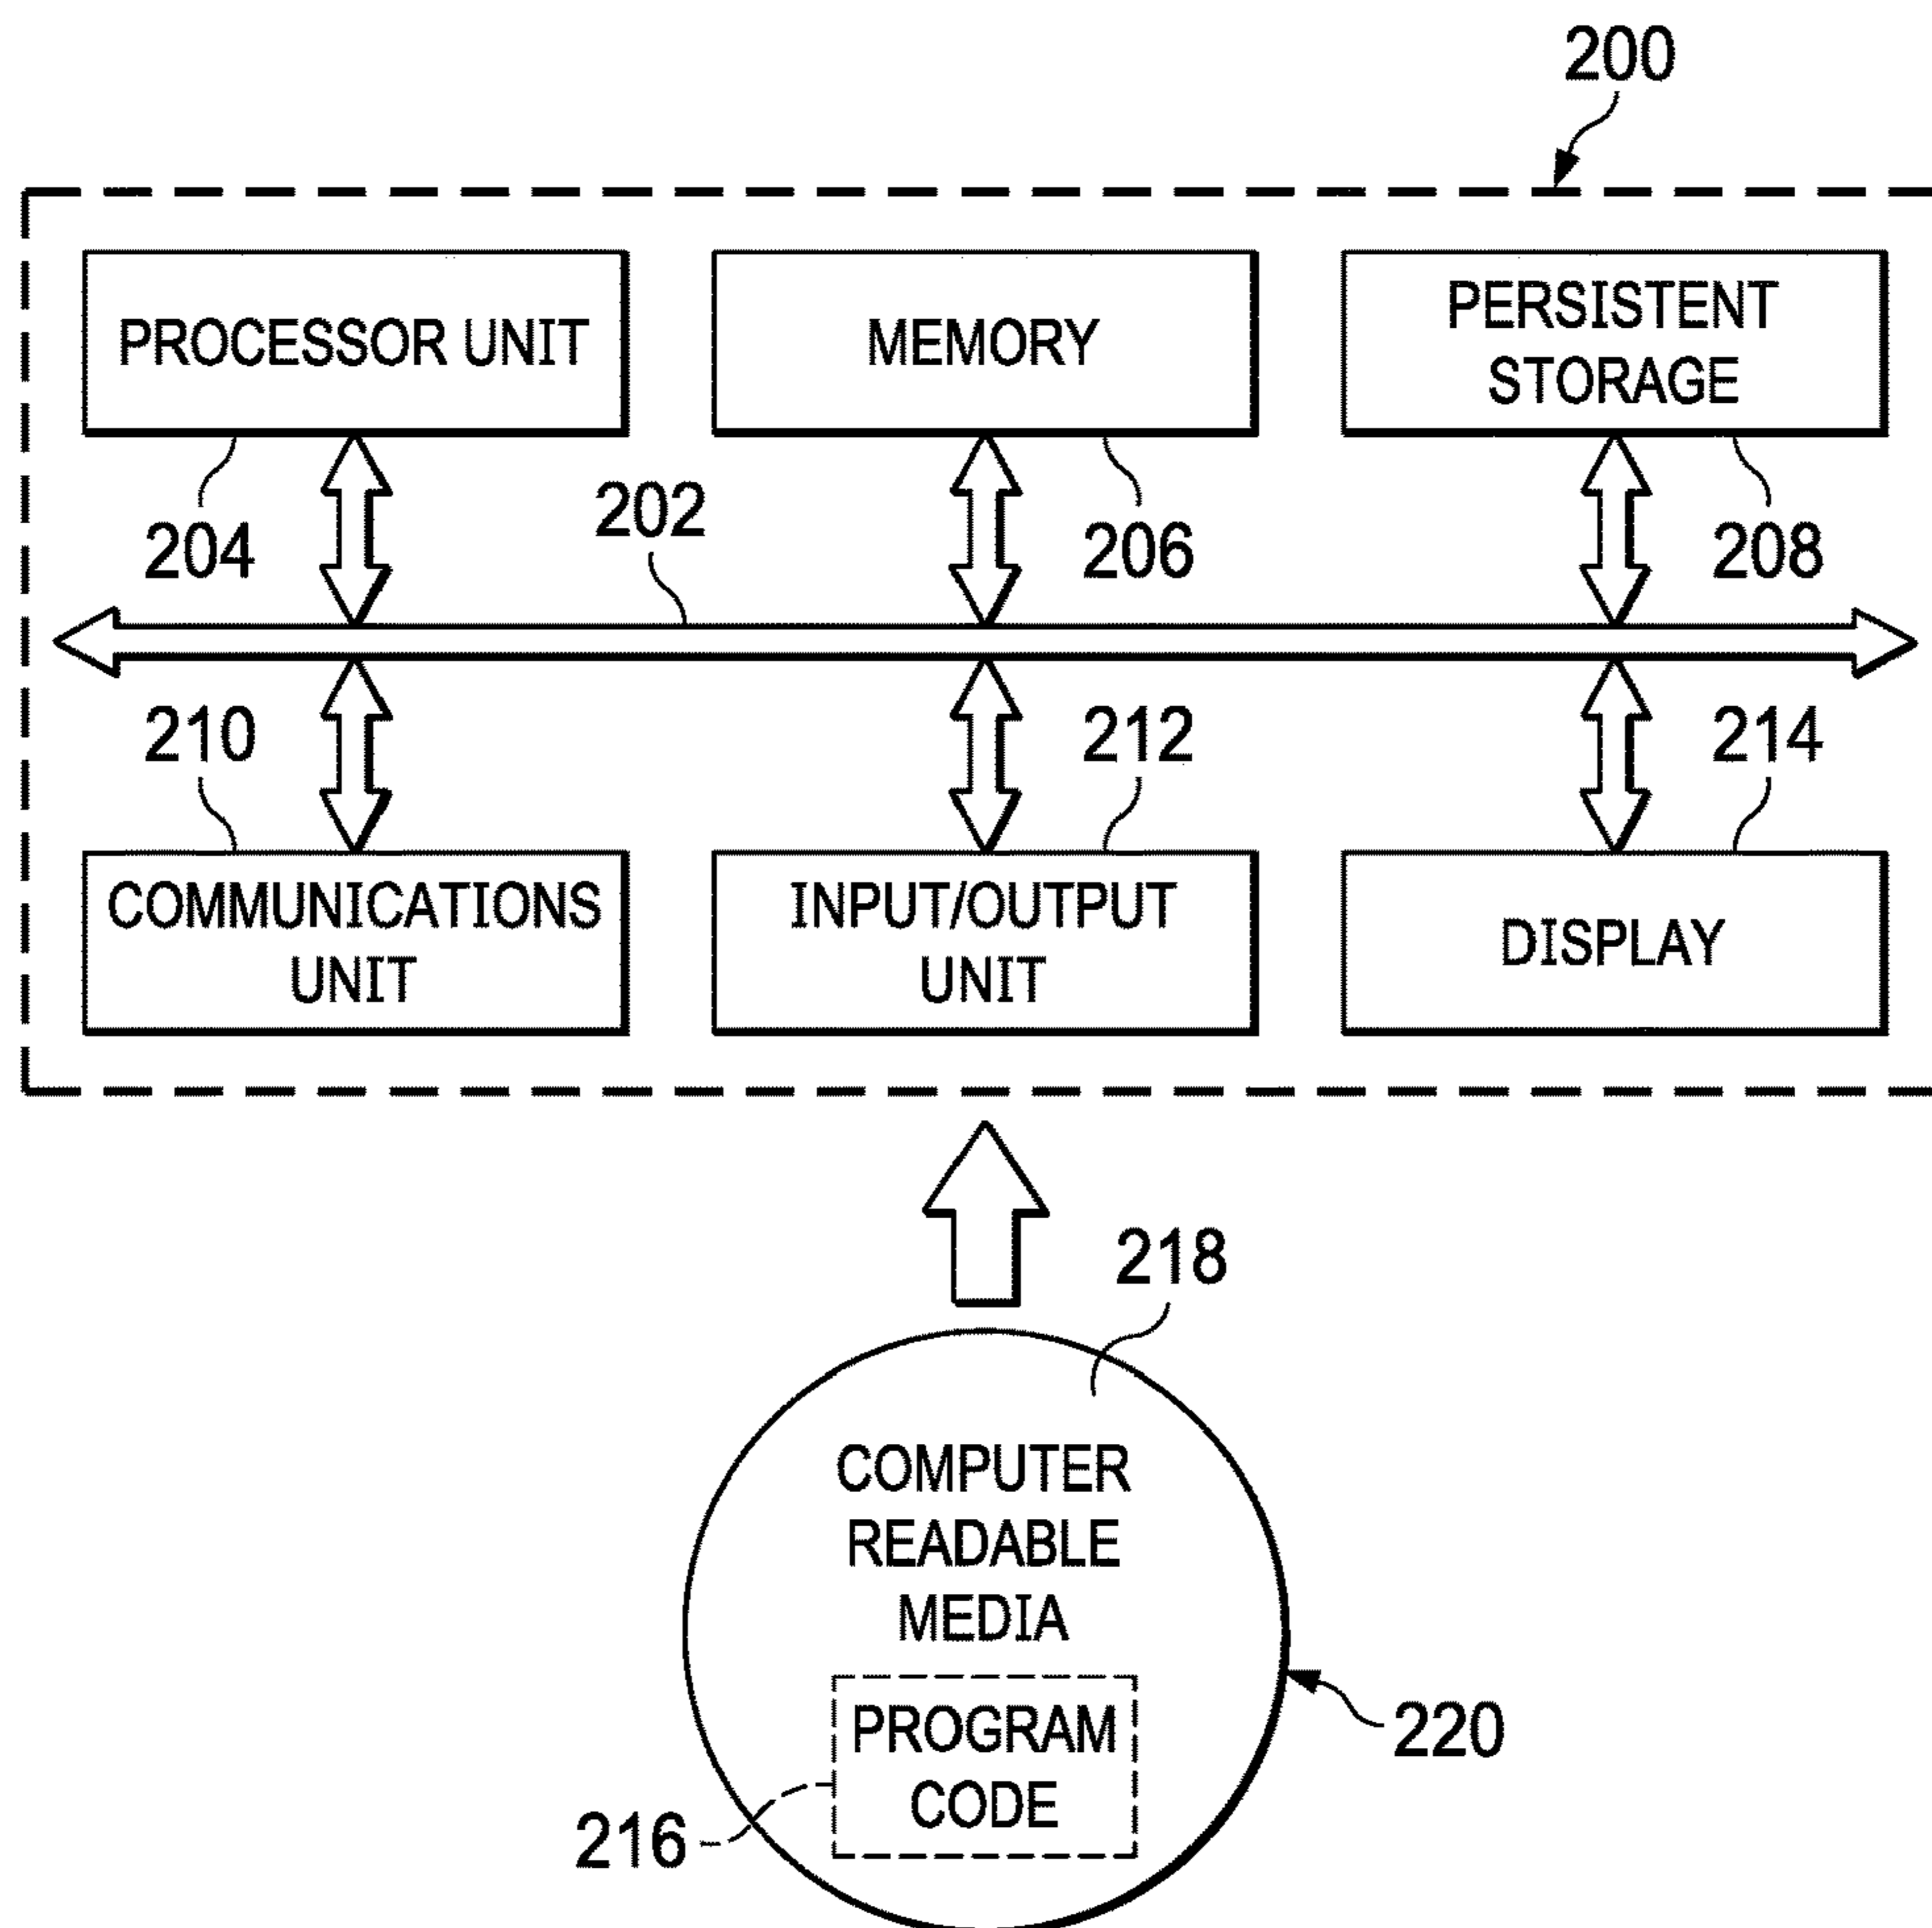 200
PROCESSOR UNIT
MEMORY
PERSISTENT
STORAGE
204
202
206
208
210
212
214
COMMUNICATIONS
UNIT
INPUT/OUTPUT
UNIT
DISPLAY
218
COMPUTER
READABLE
MEDIA
PROGRAM
CODE
220
216